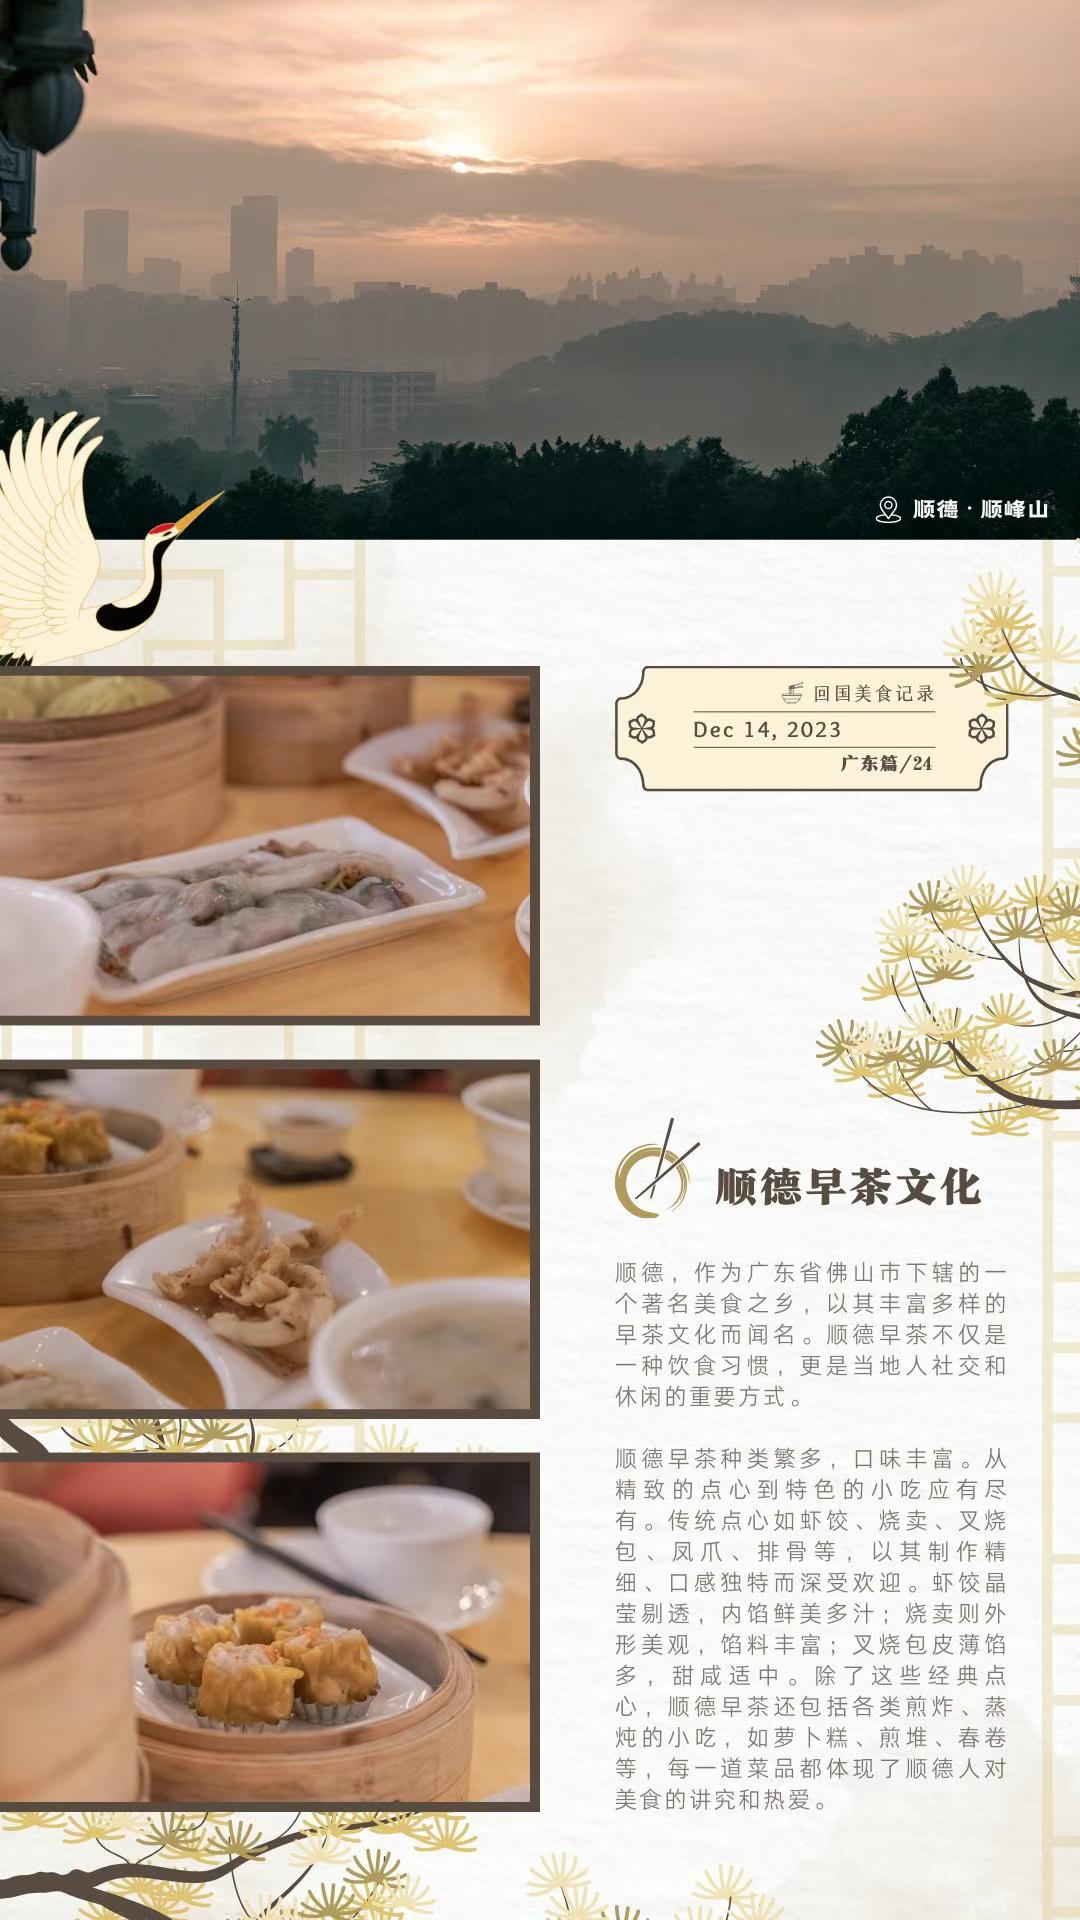 顺德·顺峰山
回国美食记录
Dec 14, 2023
广东篇/24
顺德早茶文化
顺德，作为广东省佛山市下辖的一
个著名美食之乡，以其丰富多样的
早茶文化而闻名。顺德早茶不仅是
一种饮食习惯，更是当地人社交和
休闲的重要方式。
顺德早茶种类繁多，口味丰富。从
精致的点心到特色的小吃应有尽
有。传统点心如虾饺、烧卖、叉烧
包、凤爪、排骨等，以其制作精
细、口感独特而深受欢迎。虾饺晶
莹剔透，内馅鲜美多汁；烧卖则外
形美观，馅料丰富；叉烧包皮薄馅
多，甜咸适中。除了这些经典点
心，顺德早茶还包括各类煎炸、蒸
炖的小吃，如萝卜糕、煎堆、春卷
等，每一道菜品都体现了顺德人对
美食的讲究和热爱。